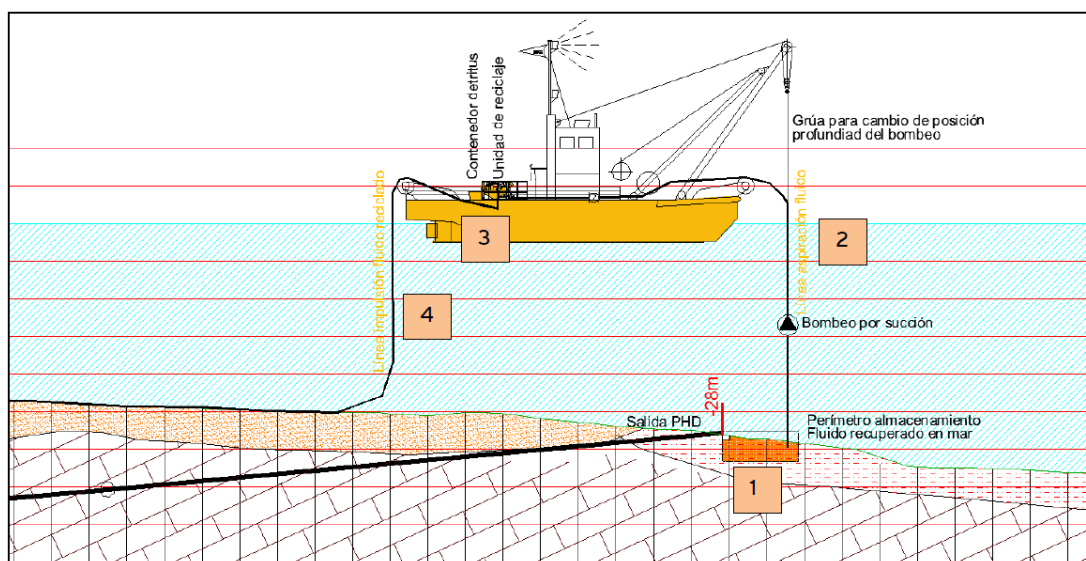 Contenedor detritus
Unidad de reciclaje
Grúa para cambio de posición
profundiad del bombeo
Línea impulsión fluido reciclado
Línea aspiración fluido
2
3
4
Bombeo por succión
-28m
Salida PHD
Perímetro almacenamiento
Fluido recuperado en mar
1